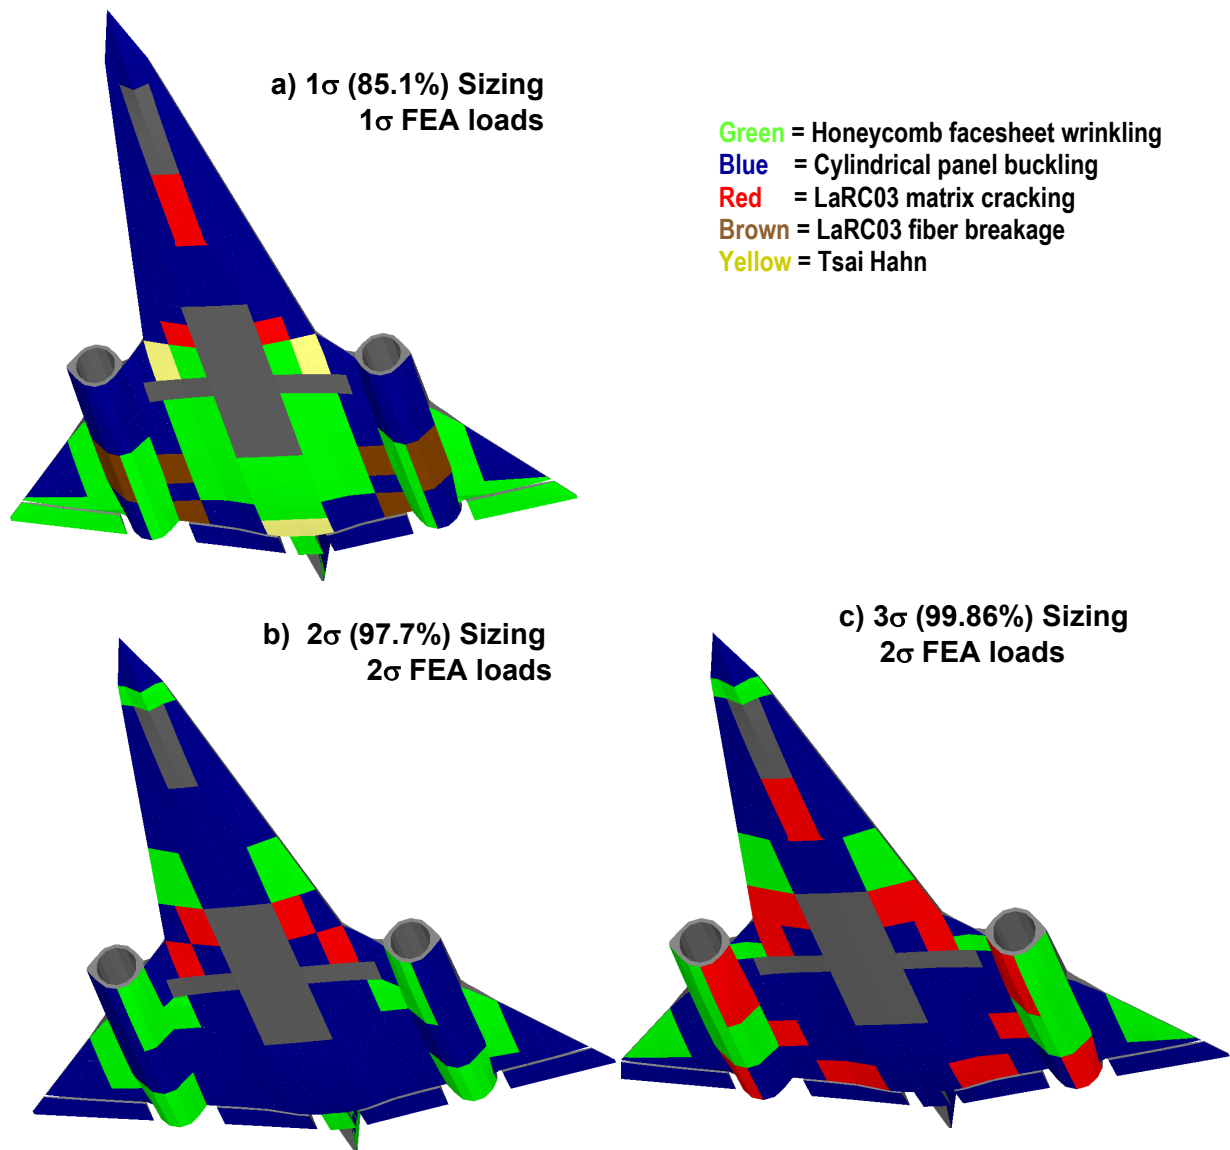 a) 1σ (85.1%) Sizing
1σ FEA loads
Green = Honeycomb facesheet wrinkling
Blue = Cylindrical panel buckling
Red = LaRC03 matrix cracking
Brown = LaRC03 fiber breakage
Yellow = Tsai Hahn
b) 2σ (97.7%) Sizing
2σ FEA loads
c) 3σ (99.86%) Sizing
2σ FEA loads